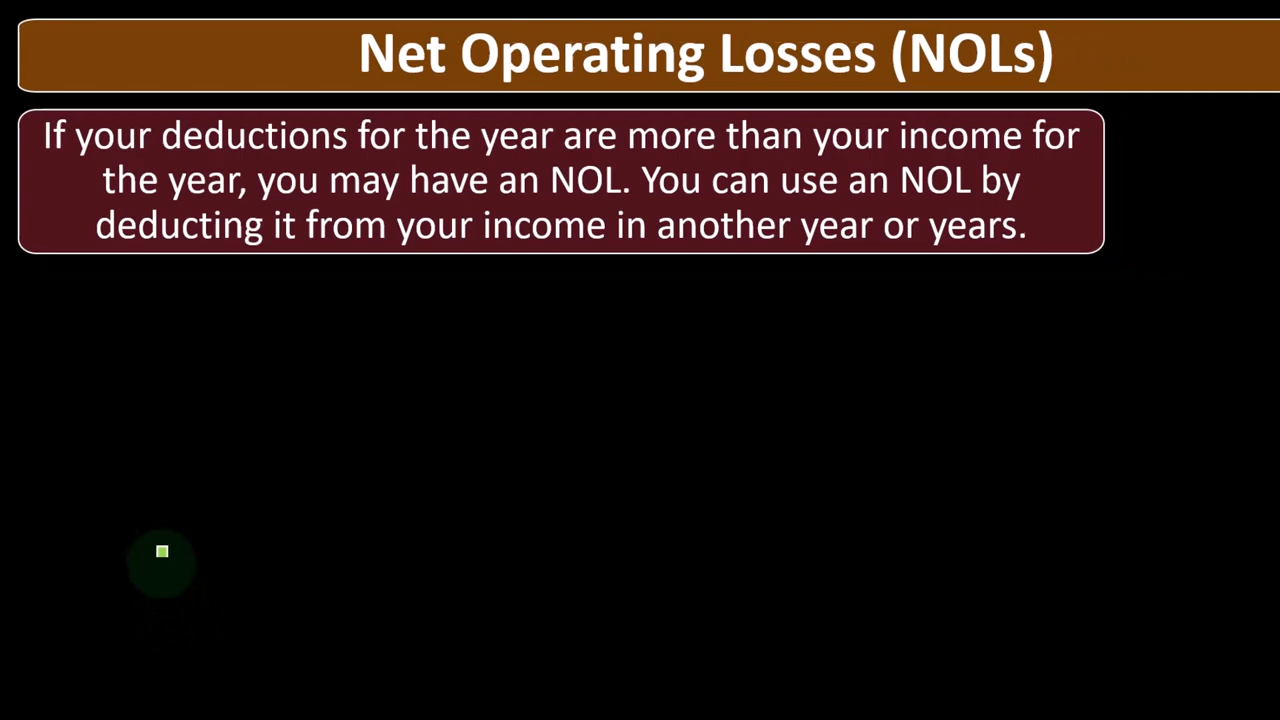 Net Operating Losses (NOLs)
If your deductions for the year are more than your income for
the year, you may have an NOL. You can use an NOL by
deducting it from your income in another year or years.